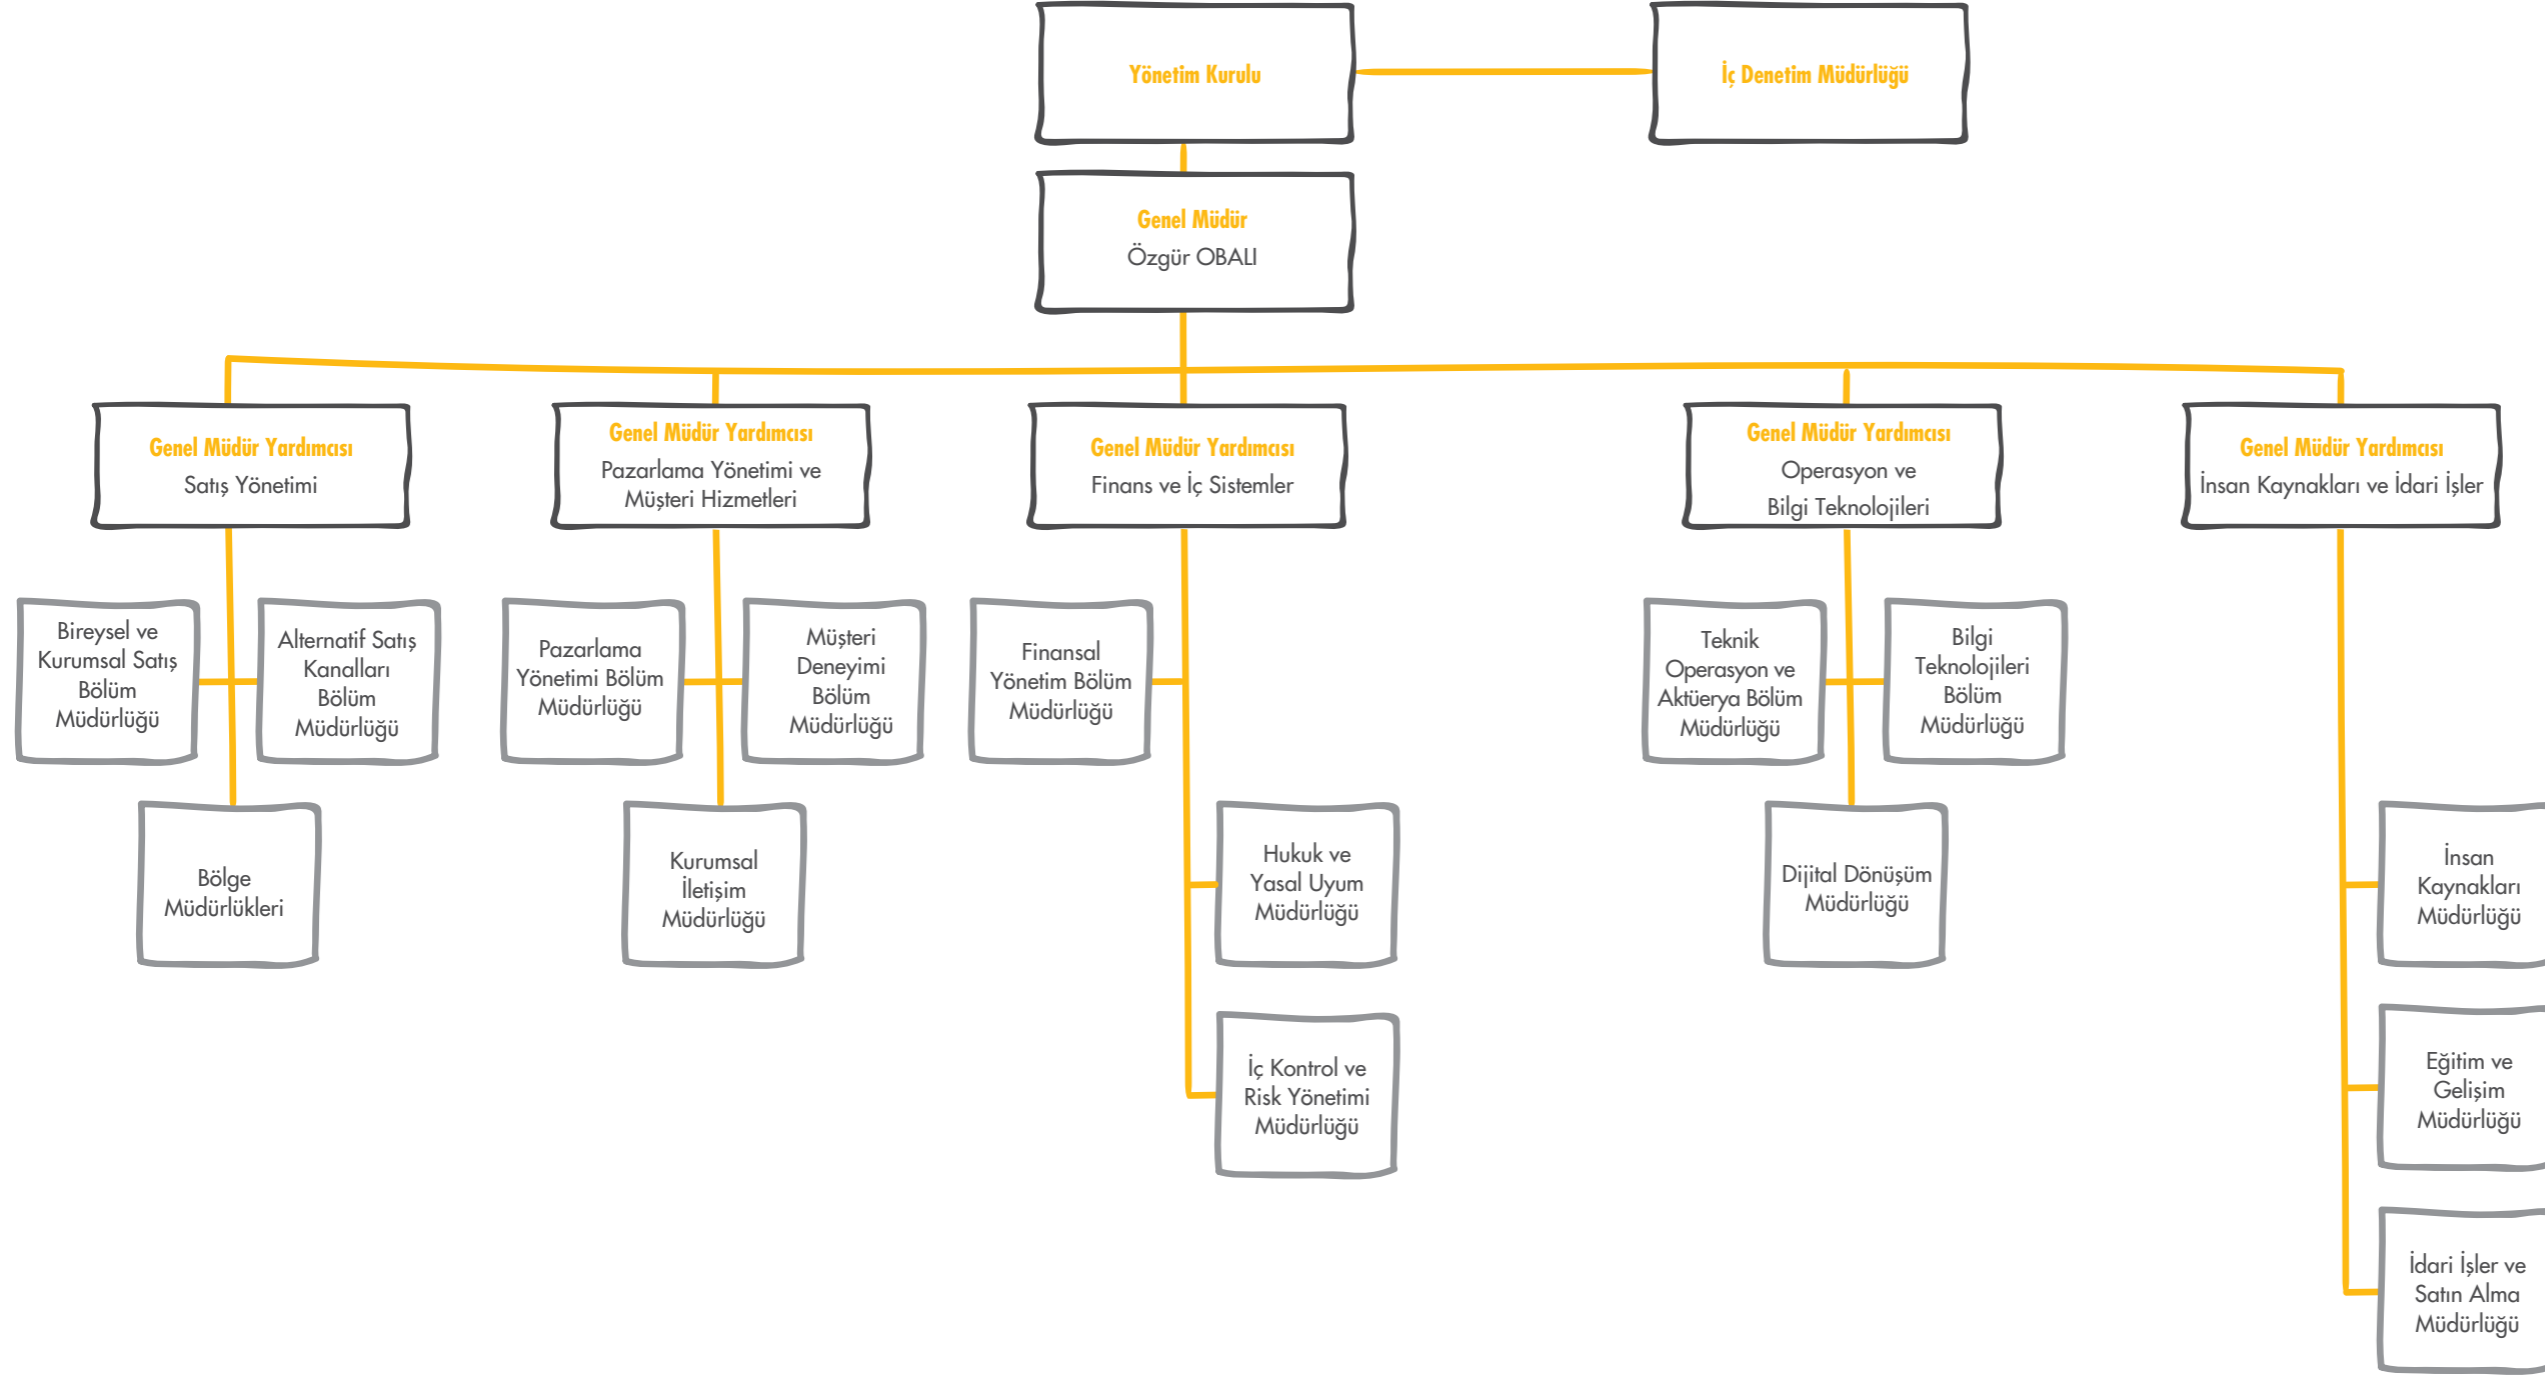 Yönetim Kurulu
İç Denetim Müdürlüğü
Genel Müdür
Özgür OBALI
Genel Müdür Yardımcısı
Satış Yönetimi
Genel Müdür Yardımcısı
Pazarlama Yönetimi ve
Müşteri Hizmetleri
Genel Müdür Yardımcısı
Finans ve İç Sistemler
Genel Müdür Yardımcısı
Operasyon ve
Bilgi Teknolojileri
Genel Müdür Yardımcısı
İnsan Kaynakları ve İdari İşler
Bireysel ve
Kurumsal Satış
Bölüm
Müdürlüğü
Alternatif Satış
Kanalları
Bölüm
Müdürlüğü
Pazarlama
Yönetimi Bölüm
Müdürlüğü
Müşteri
Deneyimi
Bölüm
Müdürlüğü
Finansal
Yönetim Bölüm
Müdürlüğü
Teknik
Operasyon ve
Aktüerya Bölüm
Müdürlüğü
Bilgi
Teknolojileri
Bölüm
Müdürlüğü
Bölge
Müdürlükleri
Kurumsal
İletişim
Müdürlüğü
Hukuk ve
Yasal Uyum
Müdürlüğü
Dijital Dönüşüm
Müdürlüğü
İnsan
Kaynakları
Müdürlüğü
İç Kontrol ve
Risk Yönetimi
Müdürlüğü
Eğitim ve
Gelişim
Müdürlüğü
İdari İşler ve
Satın Alma
Müdürlüğü